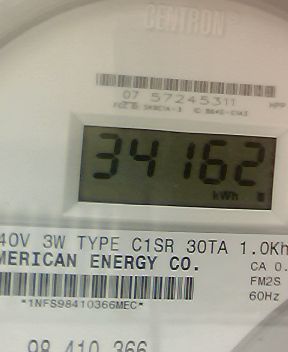 CENTRON®
07 57245311
HPP
34162
kWh
40V 3W TYPE C1SR 30TA 1.0Kh
MERICAN ENERGY CO.
CA 0.
FM2S
60Hz
*1NFS98410366MEC*
98 410 366